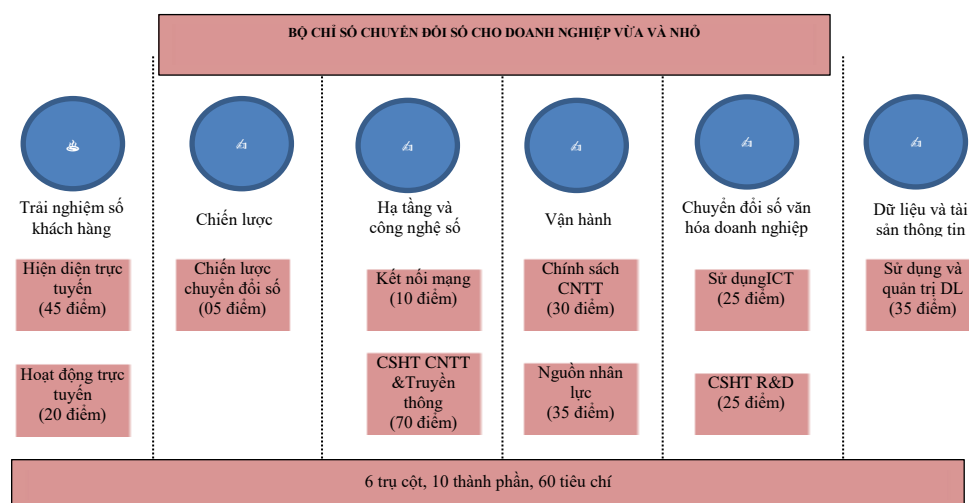 BỘ CHỈ SỐ CHUYỂN ĐỔI SỐ CHO DOANH NGHIỆP VỪA VÀ NHỎ
Trải nghiệm số
khách hàng
Chiến lược
Hạ tầng và
công nghệ số
Vận hành
Chuyển đổi số văn
hóa doanh nghiệp
Dữ liệu và tài
sản thông tin
Hiện diện trực
tuyến
(45 điểm)
Chiến lược
chuyển đổi số
(05 điểm)
Kết nối mạng
(10 điểm)
Chính sách
CNTT
(30 điểm)
Sử dụngICT
(25 điểm)
Sử dụng và
quản trị DL
(35 điểm)
Hoạt động trực
tuyến
(20 điểm)
CSHT CNTT
&Truyền
thông
(70 điểm)
Nguồn nhân
lực
(35 điểm)
CSHT R&D
(25 điểm)
6 trụ cột, 10 thành phần, 60 tiêu chí